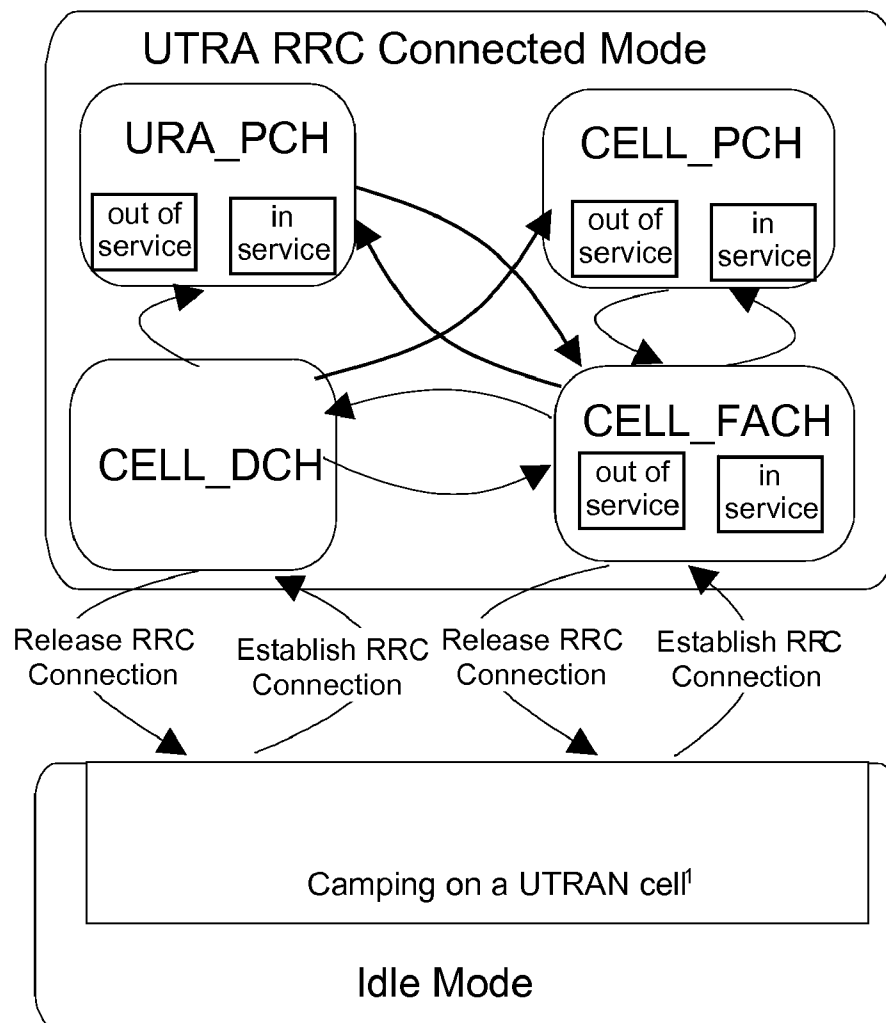 UTRA RRC Connected Mode
URA_PCH
out of
service
in
service
CELL_PCH
out of
service
in
service
CELL_DCH
CELL_FACH
out of
service
in
service
Release RRC
Connection
Establish RRC
Connection
Release RRC
Connection
Establish RRC
Connection
Camping on a UTRAN cell¹
Idle Mode